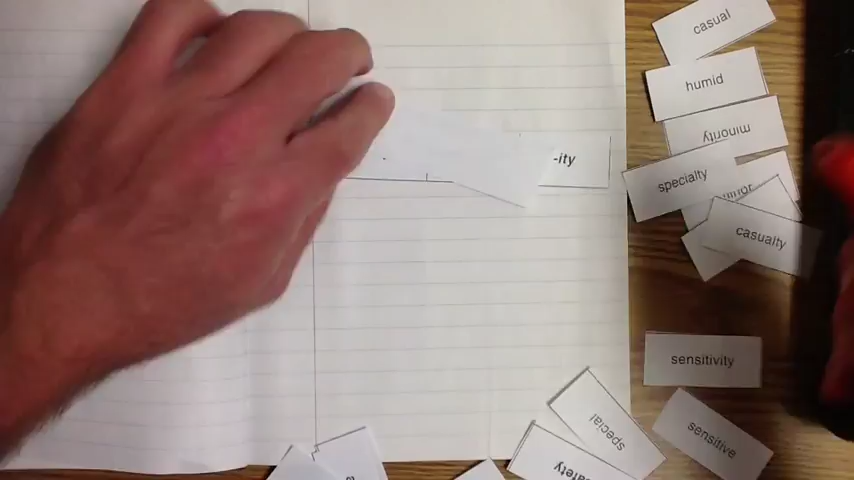 casual
humid
minority
-ity
specialty
casualty
sensitivity
special
sensitive